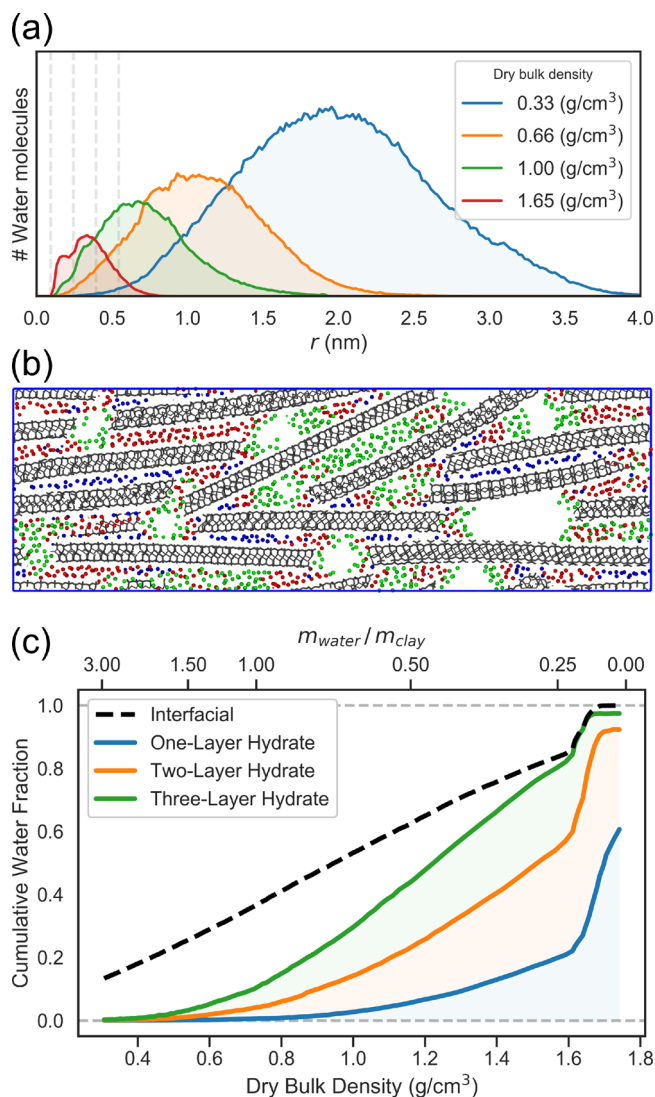 (a)
# Water molecules
Dry bulk density
0.33 (g/cm³)
0.66 (g/cm³)
1.00 (g/cm³)
1.65 (g/cm³)
0.0 0.5 1.0 1.5 2.0 2.5 3.0 3.5 4.0
r (nm)
(b)
(c)
m_water / m_clay
3.00 1.50 1.00 0.50 0.25 0.00
Cumulative Water Fraction
1.0
0.8
0.6
0.4
0.2
0.0
Interfacial
One-Layer Hydrate
Two-Layer Hydrate
Three-Layer Hydrate
0.4 0.6 0.8 1.0 1.2 1.4 1.6 1.8
Dry Bulk Density (g/cm³)